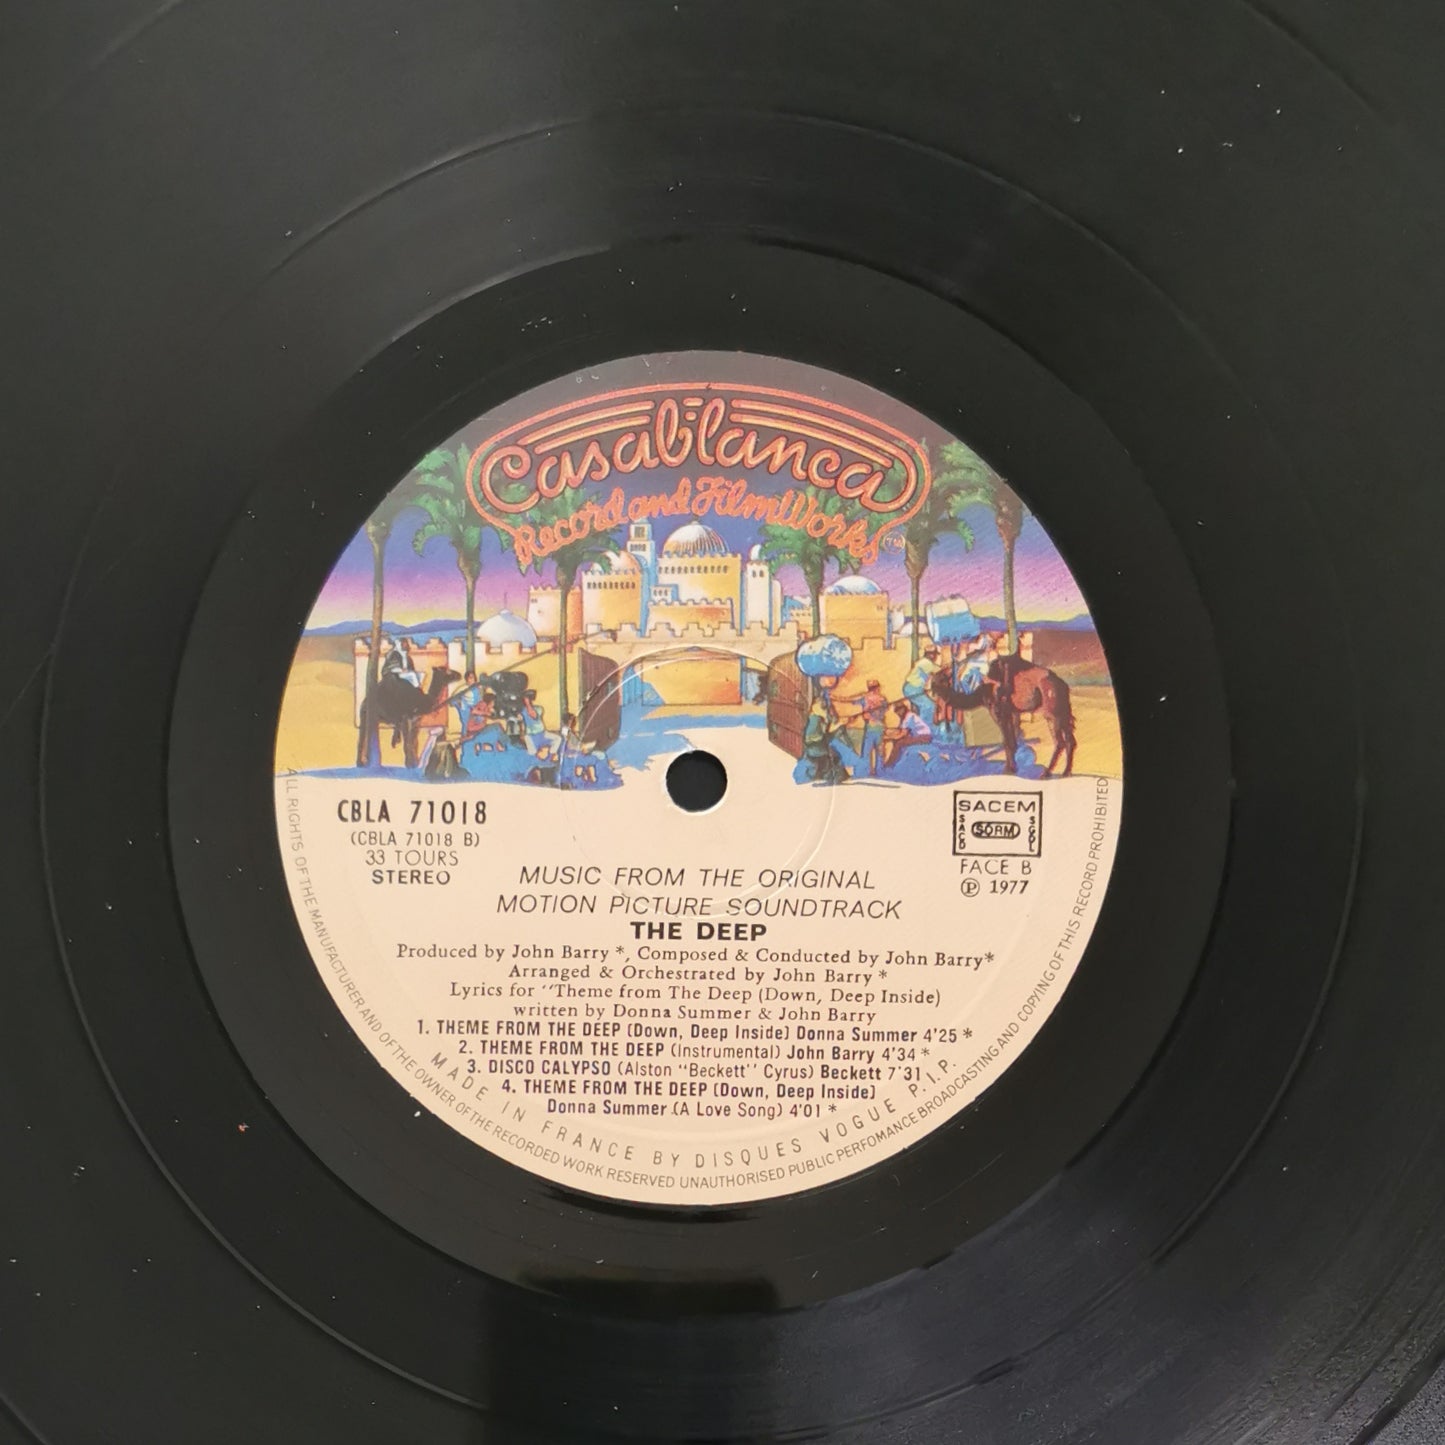 Casablanca
Record and FilmWorks
TM
CBLA 71018
(CBLA 71018 B)
33 TOURS
STEREO
SACEM
SACD SORM SGDL
FACE B
℗ 1977
MUSIC FROM THE ORIGINAL
MOTION PICTURE SOUNDTRACK
THE DEEP
Produced by John Barry *, Composed & Conducted by John Barry*
Arranged & Orchestrated by John Barry *
Lyrics for "Theme from The Deep (Down, Deep Inside)
written by Donna Summer & John Barry
1. THEME FROM THE DEEP (Down, Deep Inside) Donna Summer 4'25 *
2. THEME FROM THE DEEP (Instrumental) John Barry 4'34 *
3. DISCO CALYPSO (Alston "Beckett" Cyrus) Beckett 7'31
4. THEME FROM THE DEEP (Down, Deep Inside)
Donna Summer (A Love Song) 4'01 *
MADE IN FRANCE BY DISQUES VOGUE P.I.P.
ALL RIGHTS OF THE MANUFACTURER AND OF THE OWNER OF THE RECORDED WORK RESERVED UNAUTHORISED PUBLIC PERFOMANCE BROADCASTING AND COPYING OF THIS RECORD PROHIBITED